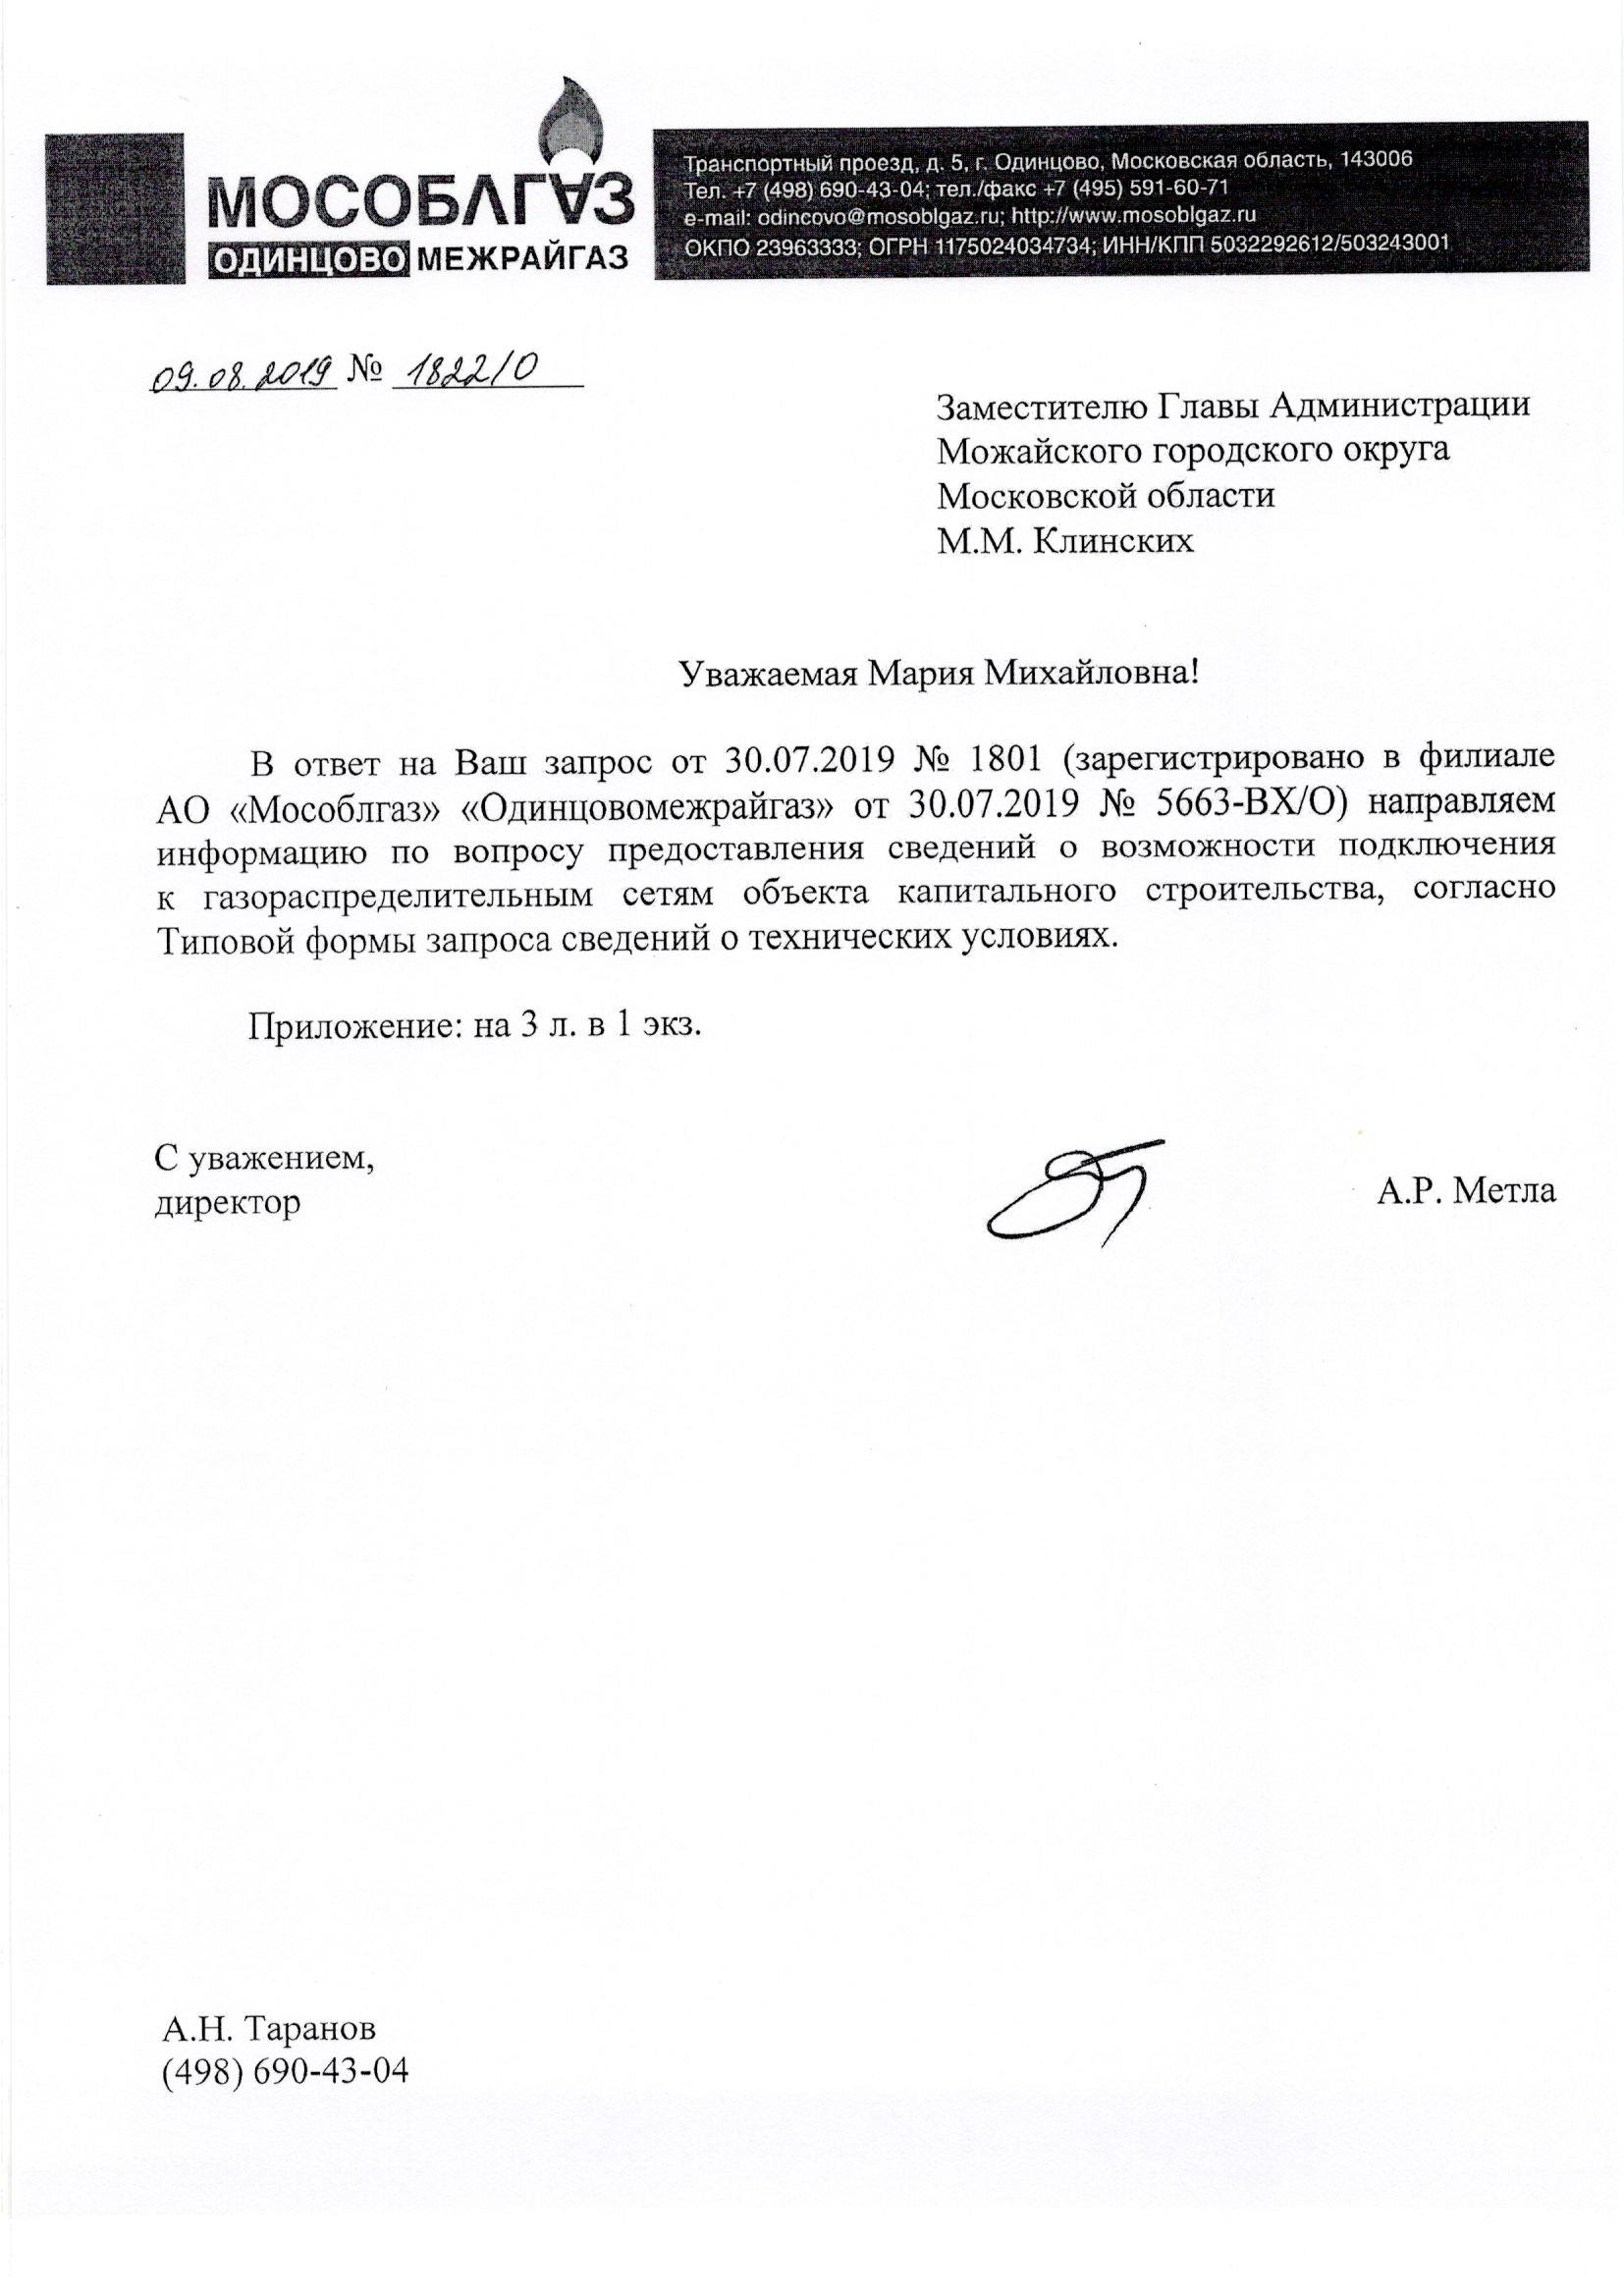 МОСОБЛГАЗ
ОДИНЦОВО МЕЖРАЙГАЗ
Транспортный проезд, д. 5, г. Одинцово, Московская область, 143006
Тел. +7 (498) 690-43-04; тел./факс +7 (495) 591-60-71
e-mail: odincovo@mosoblgaz.ru; http://www.mosoblgaz.ru
ОКПО 23963333; ОГРН 1175024034734; ИНН/КПП 5032292612/503243001
09.08.2019 № 1822/О
Заместителю Главы Администрации
Можайского городского округа
Московской области
М.М. Клинских
Уважаемая Мария Михайловна!
В ответ на Ваш запрос от 30.07.2019 № 1801 (зарегистрировано в филиале
АО «Мособлгаз» «Одинцовомежрайгаз» от 30.07.2019 № 5663-ВХ/О) направляем
информацию по вопросу предоставления сведений о возможности подключения
к газораспределительным сетям объекта капитального строительства, согласно
Типовой формы запроса сведений о технических условиях.
Приложение: на 3 л. в 1 экз.
С уважением,
директор
А.Р. Метла
А.Н. Таранов
(498) 690-43-04